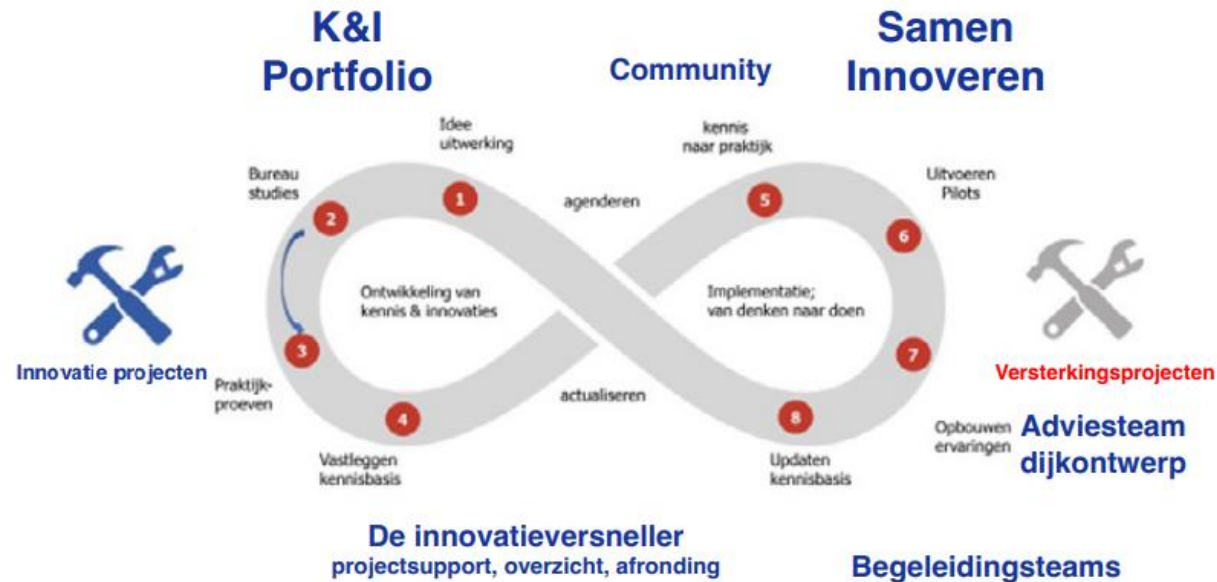 K&I
Portfolio
Community
Samen
Innoveren
Idee
uitwerking
kennis
naar praktijk
Bureau
studies
Uitvoeren
Pilots
1
2
agenderen
5
6
Ontwikkeling van
kennis & innovaties
Implementatie;
van denken naar doen
3
7
Innovatie projecten
Versterkingsprojecten
Praktijk-
proeven
actualiseren
4
8
Opbouwen
ervaringen
Adviesteam
dijkontwerp
Vastleggen
kennisbasis
Updaten
kennisbasis
De innovatieversneller
projectsupport, overzicht, afronding
Begeleidingsteams